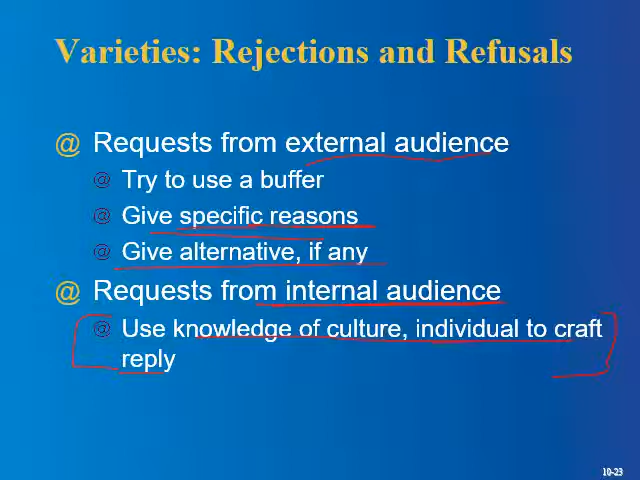 Varieties: Rejections and Refusals
@ Requests from external audience
@ Try to use a buffer
@ Give specific reasons
@ Give alternative, if any
@ Requests from internal audience
@ Use knowledge of culture, individual to craft
reply
10-23